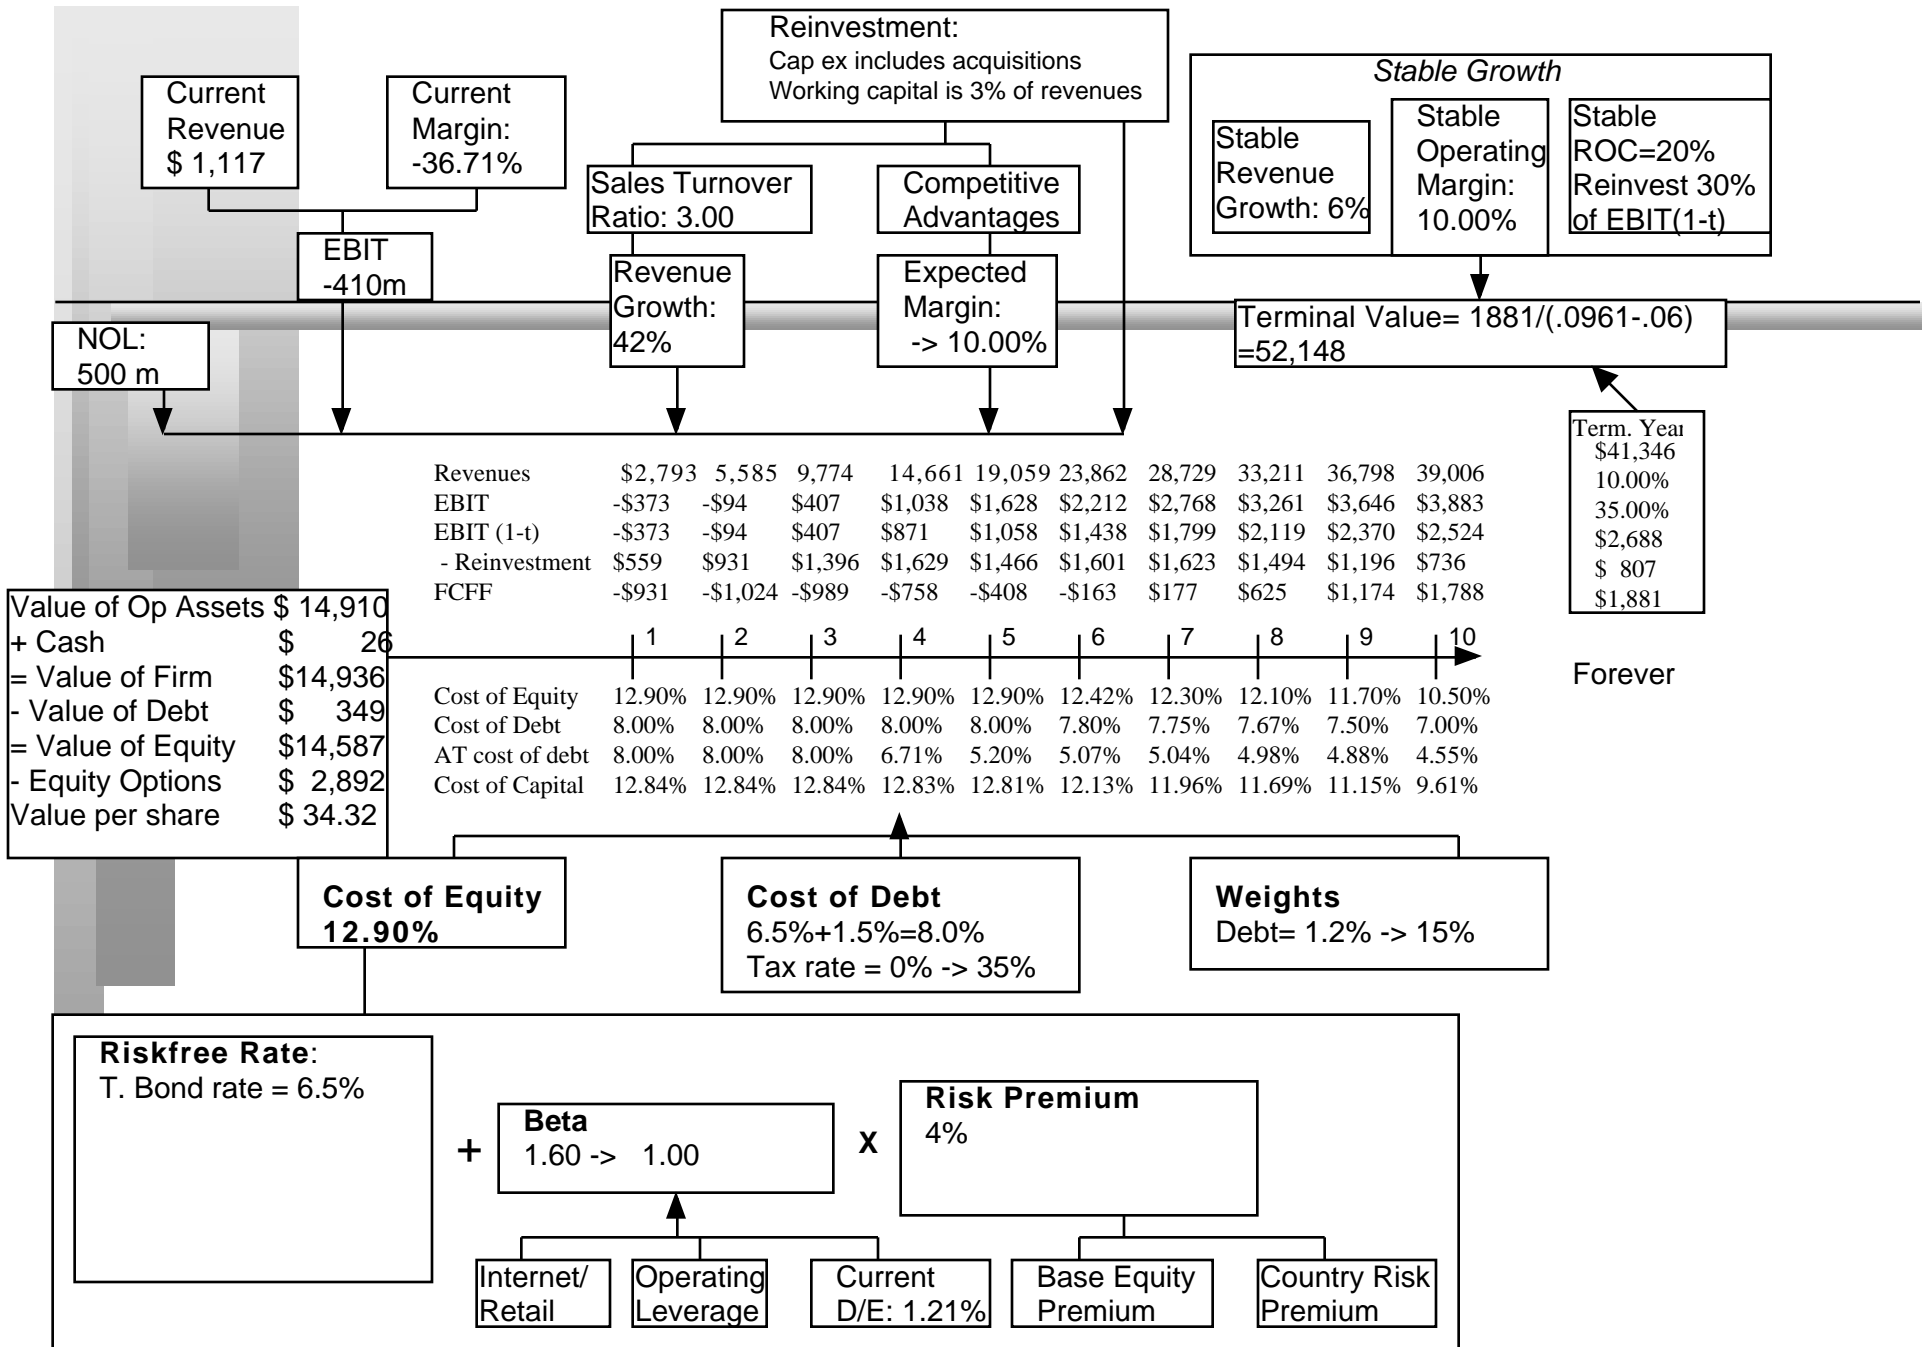 Reinvestment:
Cap ex includes acquisitions
Working capital is 3% of revenues
Current
Revenue
$ 1,117
Current
Margin:
-36.71%
Stable Growth
Stable
Revenue
Growth: 6%
Stable
Operating
Margin:
10.00%
Stable
ROC=20%
Reinvest 30%
of EBIT(1-t)
Sales Turnover
Ratio: 3.00
Competitive
Advantages
EBIT
-410m
Revenue
Growth:
42%
Expected
Margin:
-> 10.00%
NOL:
500 m
Terminal Value= 1881/(.0961-.06)
=52,148
Term. Year
$41,346
10.00%
35.00%
$2,688
$ 807
$1,881
Revenues $2,793 5,585 9,774 14,661 19,059 23,862 28,729 33,211 36,798 39,006
EBIT -$373 -$94 $407 $1,038 $1,628 $2,212 $2,768 $3,261 $3,646 $3,883
EBIT (1-t) -$373 -$94 $407 $871 $1,058 $1,438 $1,799 $2,119 $2,370 $2,524
- Reinvestment $559 $931 $1,396 $1,629 $1,466 $1,601 $1,623 $1,494 $1,196 $736
FCFF -$931 -$1,024 -$989 -$758 -$408 -$163 $177 $625 $1,174 $1,788
1 2 3 4 5 6 7 8 9 10
Forever
Value of Op Assets $ 14,910
+ Cash $ 26
= Value of Firm $14,936
- Value of Debt $ 349
= Value of Equity $14,587
- Equity Options $ 2,892
Value per share $ 34.32
Cost of Equity 12.90% 12.90% 12.90% 12.90% 12.90% 12.42% 12.30% 12.10% 11.70% 10.50%
Cost of Debt 8.00% 8.00% 8.00% 8.00% 8.00% 7.80% 7.75% 7.67% 7.50% 7.00%
AT cost of debt 8.00% 8.00% 8.00% 6.71% 5.20% 5.07% 5.04% 4.98% 4.88% 4.55%
Cost of Capital 12.84% 12.84% 12.84% 12.83% 12.81% 12.13% 11.96% 11.69% 11.15% 9.61%
Cost of Equity
12.90%
Cost of Debt
6.5%+1.5%=8.0%
Tax rate = 0% -> 35%
Weights
Debt= 1.2% -> 15%
Riskfree Rate:
T. Bond rate = 6.5%
+
Beta
1.60 -> 1.00
X
Risk Premium
4%
Internet/
Retail
Operating
Leverage
Current
D/E: 1.21%
Base Equity
Premium
Country Risk
Premium